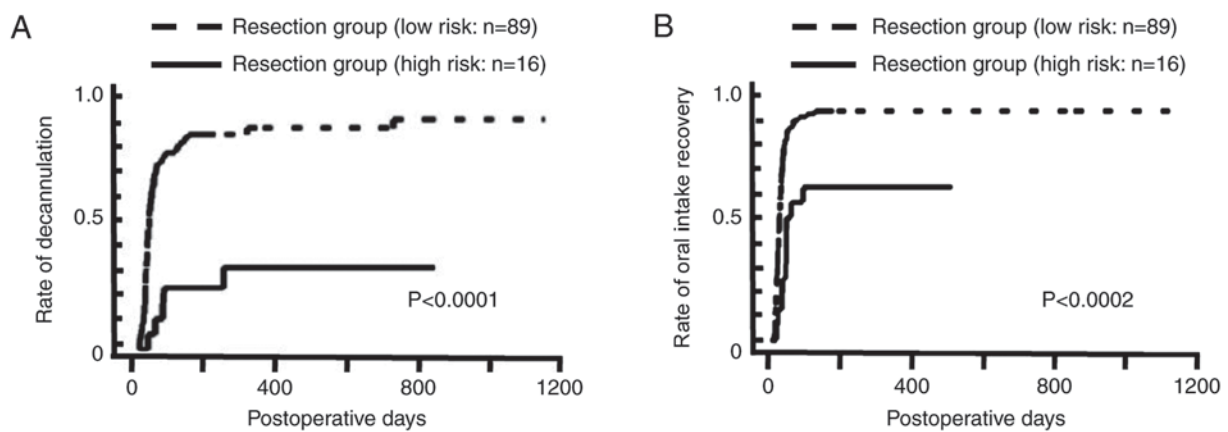 A
Resection group (low risk: n=89)
Resection group (high risk: n=16)
1.0
0.5
0
Rate of decannulation
P<0.0001
0 400 800 1200
Postoperative days
B
Resection group (low risk: n=89)
Resection group (high risk: n=16)
1.0
0.5
0
Rate of oral intake recovery
P<0.0002
0 400 800 1200
Postoperative days